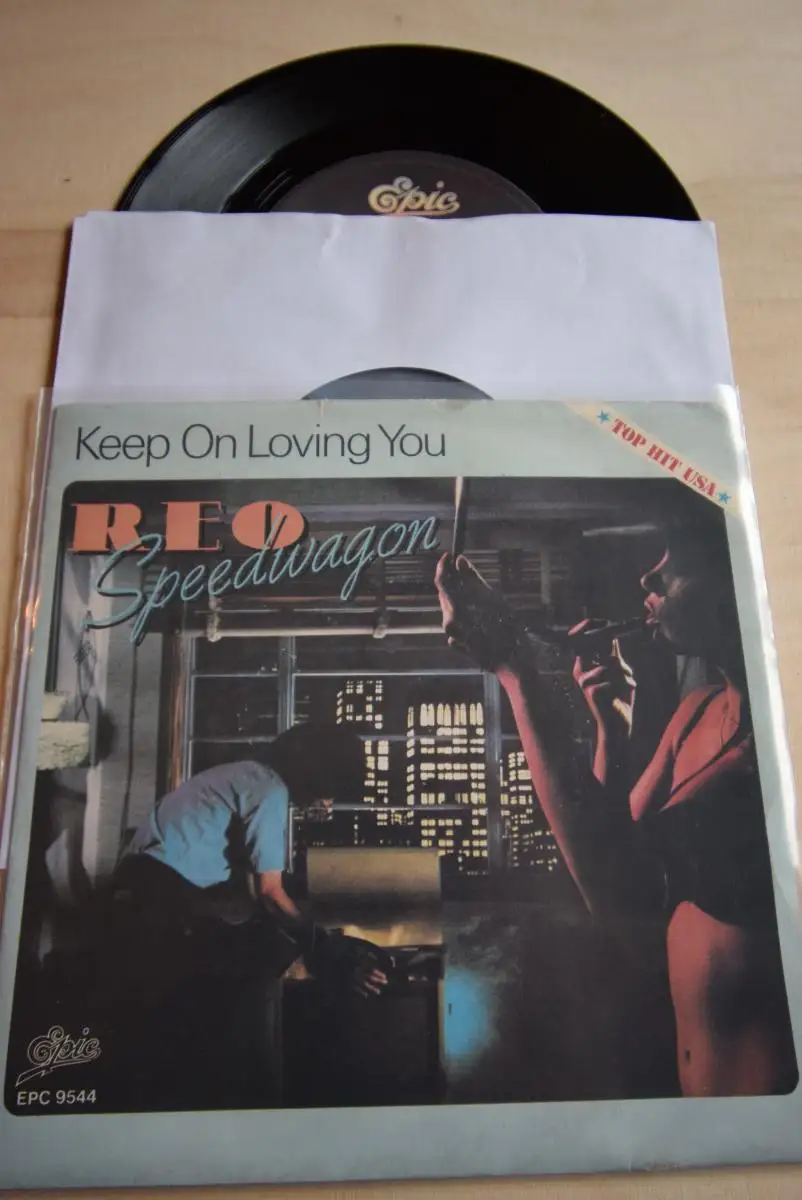 Epic
Keep On Loving You
★ TOP HIT USA ★
REO
Speedwagon
Epic
EPC 9544